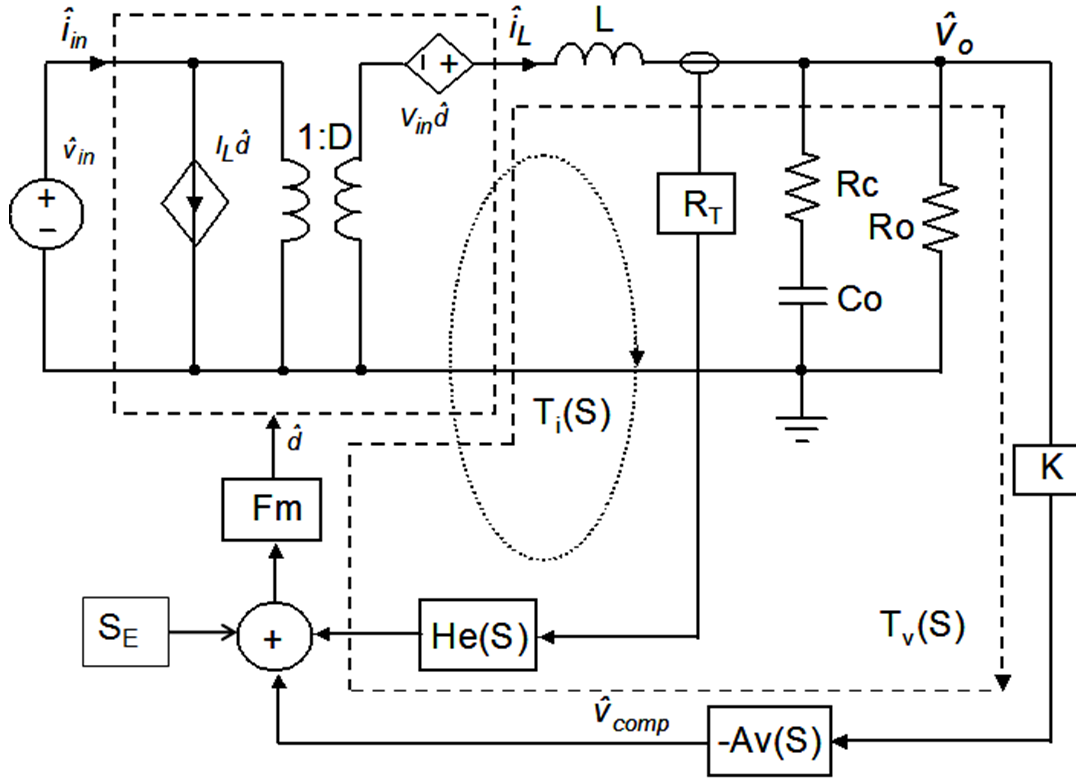 î_in
î_L
L
v̂_o
v̂_in
+
−
I_L d̂
1:D
V_in d̂
− +
R_T
Rc
Ro
Co
T_i(S)
d̂
K
Fm
S_E
+
He(S)
T_v(S)
v̂_comp
-Av(S)